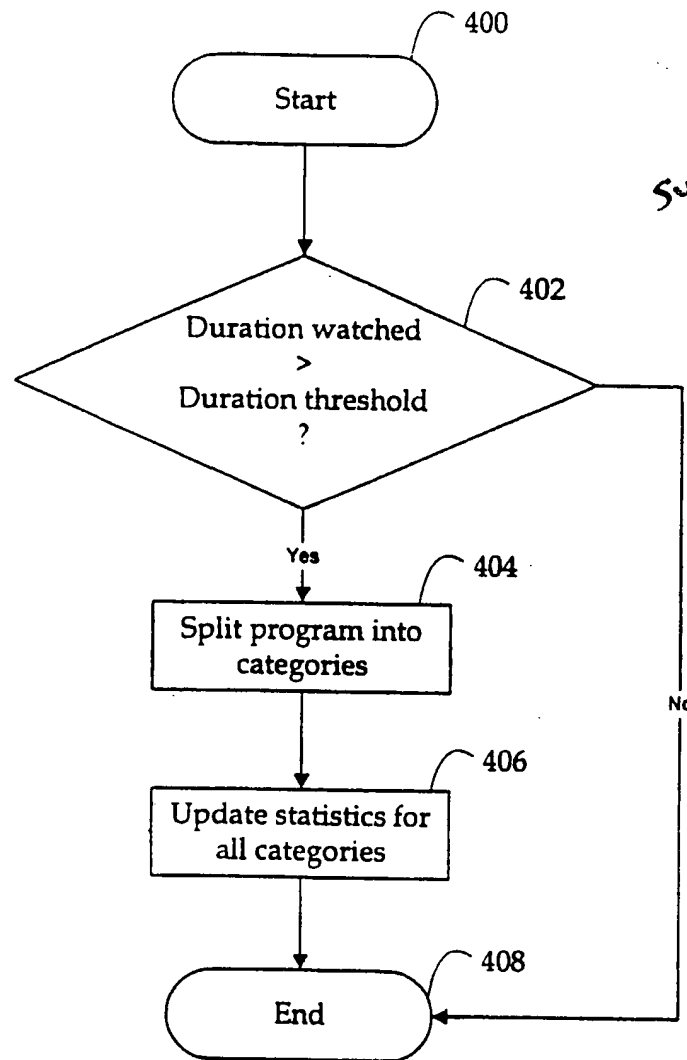 400
Start
402
Duration watched
>
Duration threshold
?
Yes
404
Split program into
categories
No
406
Update statistics for
all categories
408
End